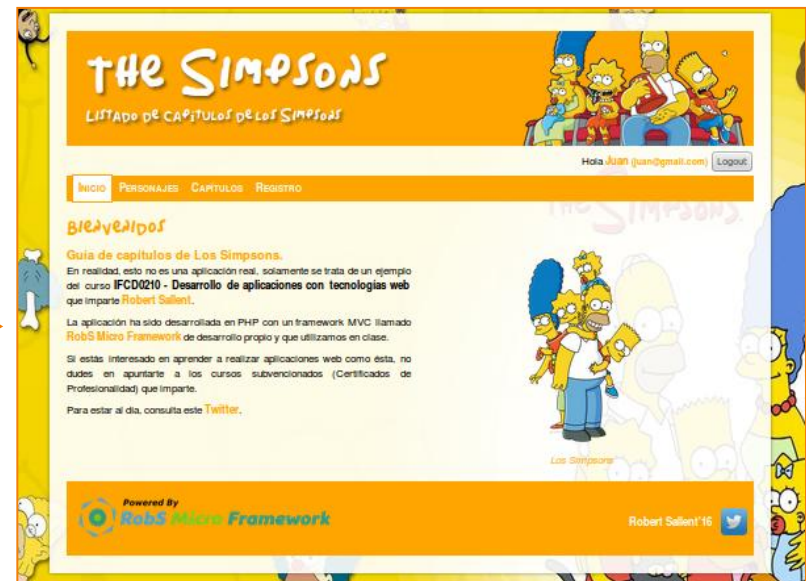 THE SIMPSONS
LISTADO DE CAPÍTULOS DE LOS SIMPSONS
Hola Juan (juan@gmail.com) Logout
INICIO PERSONAJES CAPÍTULOS REGISTRO
THE SIMPSONS.
BIENVENIDOS
Guía de capítulos de Los Simpsons.
En realidad, esto no es una aplicación real, solamente se trata de un ejemplo
del curso IFCD0210 - Desarrollo de aplicaciones con tecnologías web
que imparte Robert Sallent.
La aplicación ha sido desarrollada en PHP con un framework MVC llamado
RobS Micro Framework de desarrollo propio y que utilizamos en clase.
Si estás interesado en aprender a realizar aplicaciones web como ésta, no
dudes en apuntarte a los cursos subvencionados (Certificados de
Profesionalidad) que imparte.
Para estar al día, consulta este Twitter.
Los Simpsons
Powered By
RobS Micro Framework
Robert Sallent'16